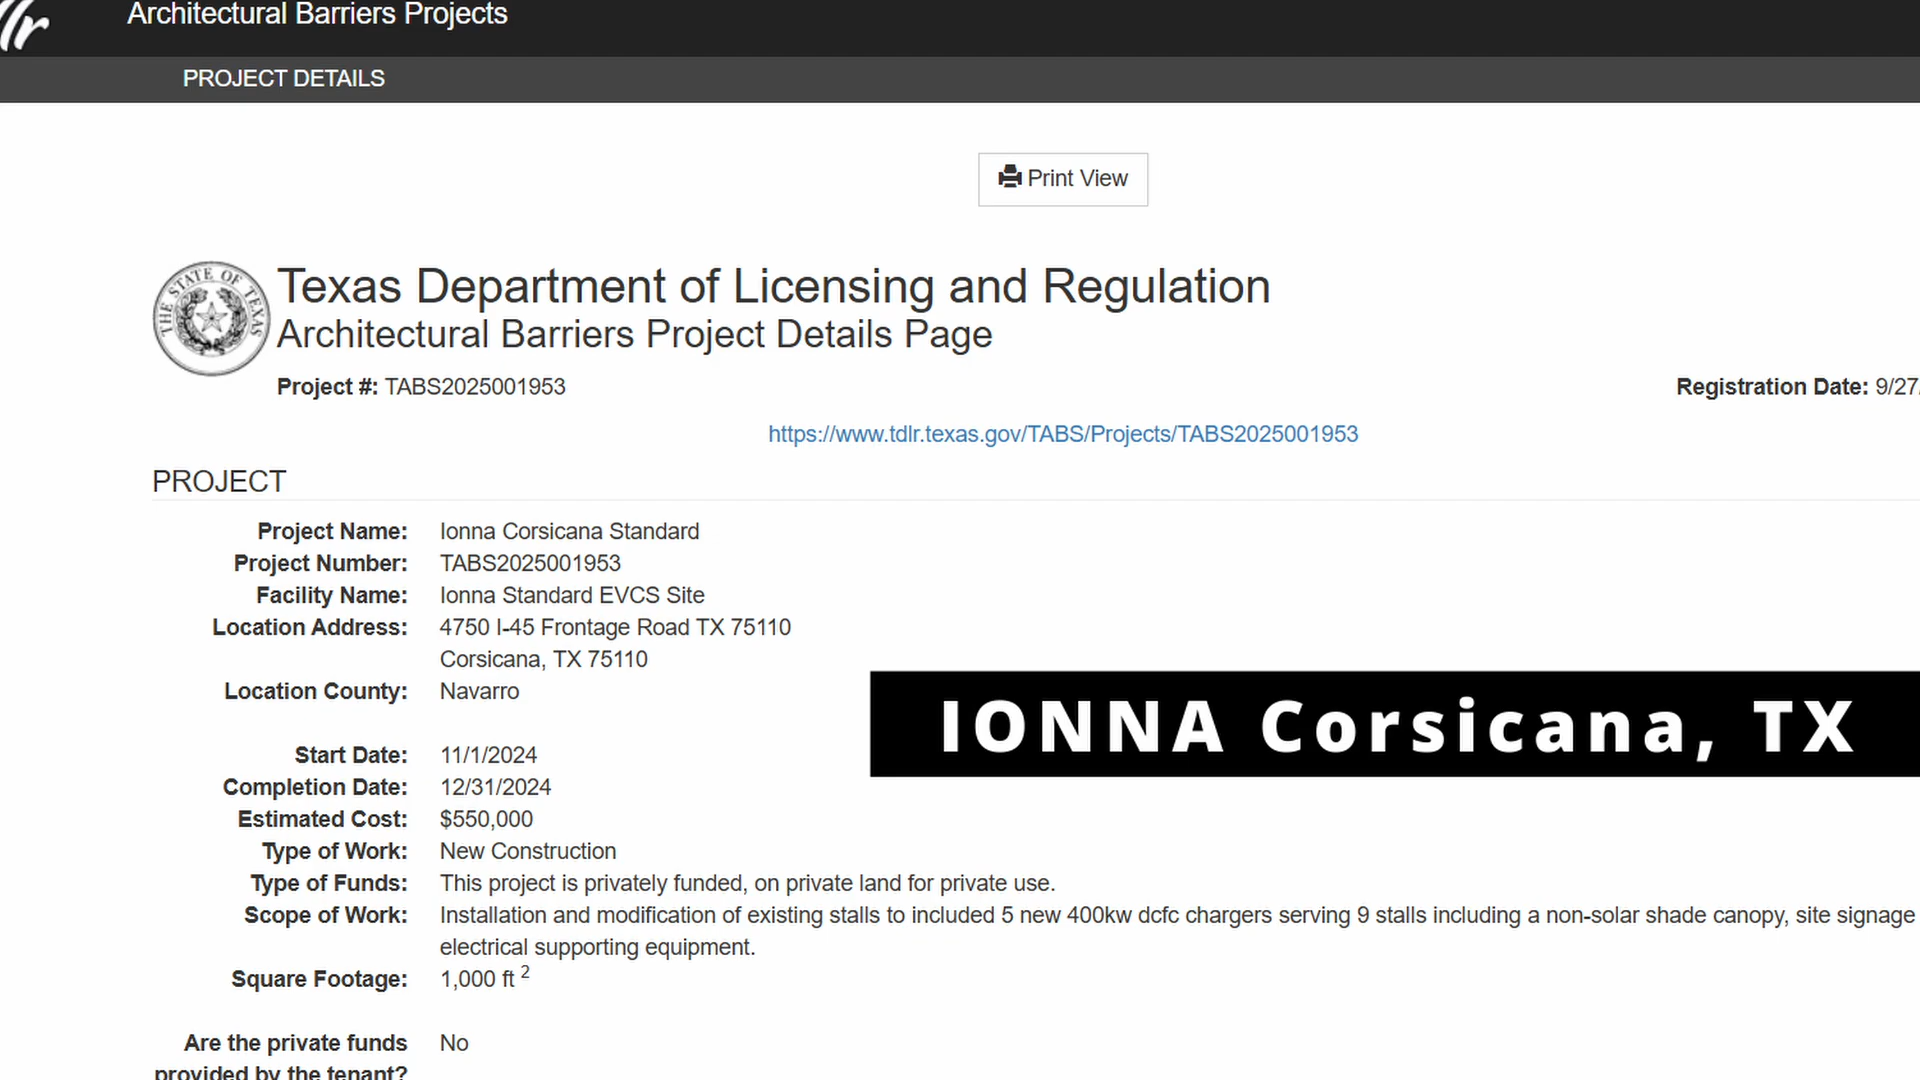 Architectural Barriers Projects
PROJECT DETAILS
Print View
THE STATE OF TEXAS
Texas Department of Licensing and Regulation
Architectural Barriers Project Details Page
Project #: TABS2025001953
Registration Date: 9/27/
https://www.tdlr.texas.gov/TABS/Projects/TABS2025001953
PROJECT
Project Name: Ionna Corsicana Standard
Project Number: TABS2025001953
Facility Name: Ionna Standard EVCS Site
Location Address: 4750 I-45 Frontage Road TX 75110
Corsicana, TX 75110
Location County: Navarro
IONNA Corsicana, TX
Start Date: 11/1/2024
Completion Date: 12/31/2024
Estimated Cost: $550,000
Type of Work: New Construction
Type of Funds: This project is privately funded, on private land for private use.
Scope of Work: Installation and modification of existing stalls to included 5 new 400kw dcfc chargers serving 9 stalls including a non-solar shade canopy, site signage
electrical supporting equipment.
Square Footage: 1,000 ft 2
Are the private funds No
provided by the tenant?